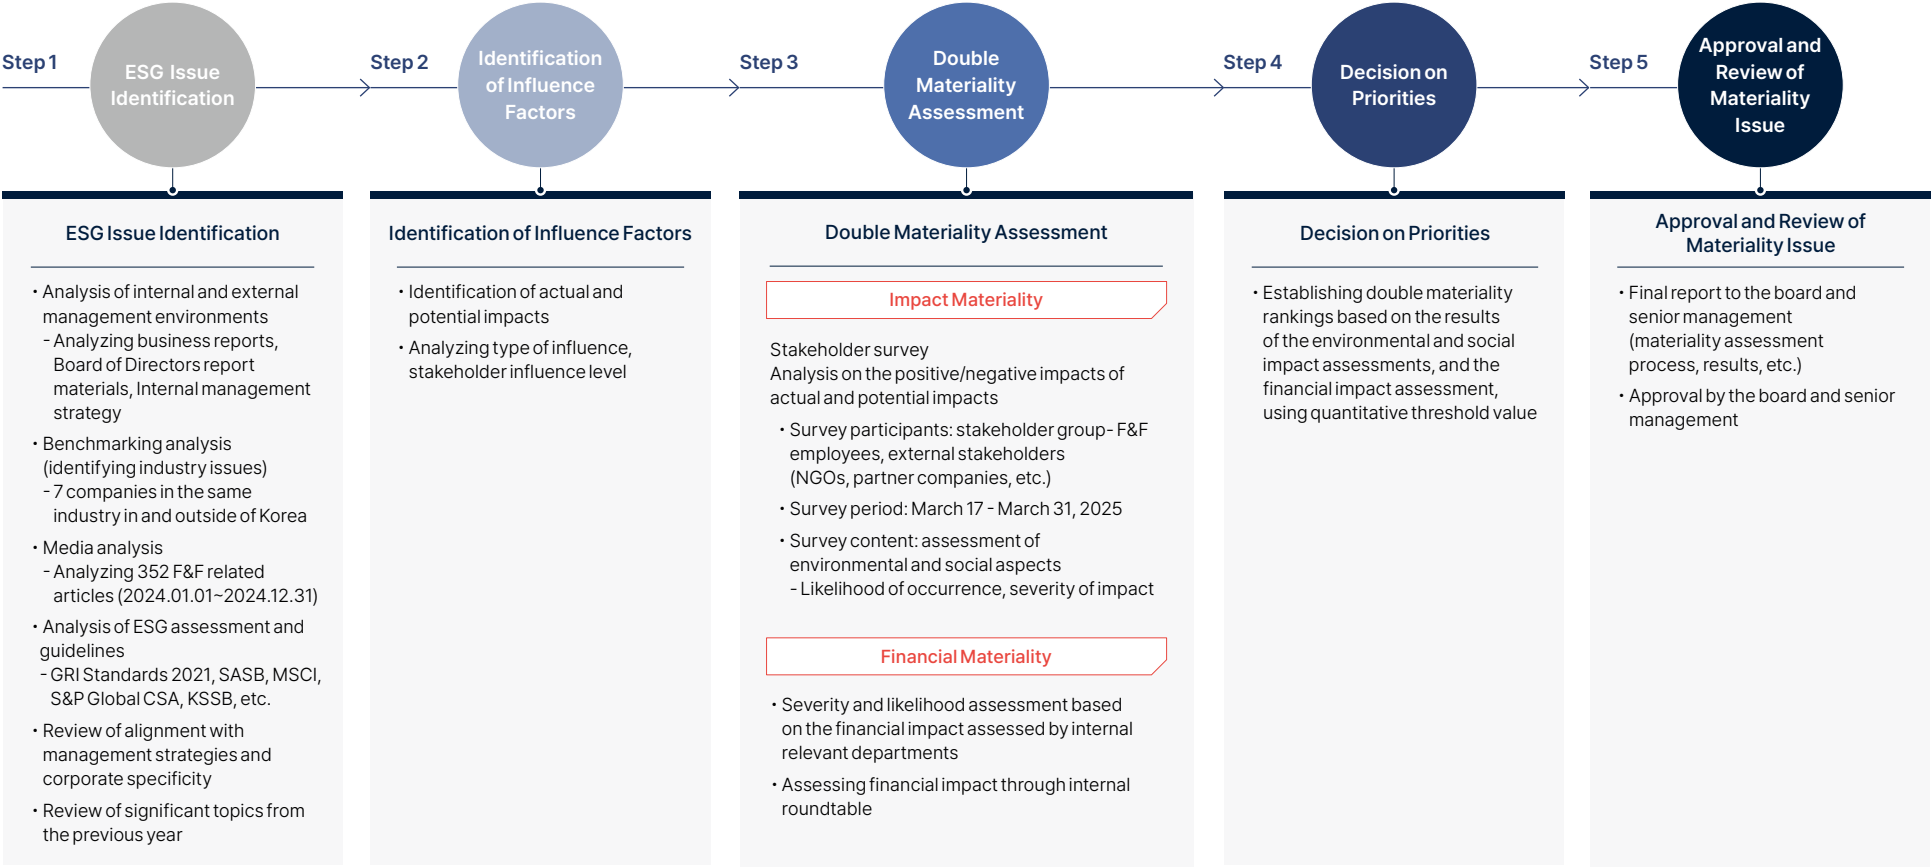 Step 1
ESG Issue
Identification
Step 2
Identification
of Influence
Factors
Step 3
Double
Materiality
Assessment
Step 4
Decision on
Priorities
Step 5
Approval and
Review of
Materiality
Issue
ESG Issue Identification
· Analysis of internal and external
management environments
- Analyzing business reports,
Board of Directors report
materials, Internal management
strategy
· Benchmarking analysis
(identifying industry issues)
- 7 companies in the same
industry in and outside of Korea
· Media analysis
- Analyzing 352 F&F related
articles (2024.01.01~2024.12.31)
· Analysis of ESG assessment and
guidelines
- GRI Standards 2021, SASB, MSCI,
S&P Global CSA, KSSB, etc.
· Review of alignment with
management strategies and
corporate specificity
· Review of significant topics from
the previous year
Identification of Influence Factors
· Identification of actual and
potential impacts
· Analyzing type of influence,
stakeholder influence level
Double Materiality Assessment
Impact Materiality
Stakeholder survey
Analysis on the positive/negative impacts of
actual and potential impacts
· Survey participants: stakeholder group- F&F
employees, external stakeholders
(NGOs, partner companies, etc.)
· Survey period: March 17 - March 31, 2025
· Survey content: assessment of
environmental and social aspects
- Likelihood of occurrence, severity of impact
Financial Materiality
· Severity and likelihood assessment based
on the financial impact assessed by internal
relevant departments
· Assessing financial impact through internal
roundtable
Decision on Priorities
· Establishing double materiality
rankings based on the results
of the environmental and social
impact assessments, and the
financial impact assessment,
using quantitative threshold value
Approval and Review of
Materiality Issue
· Final report to the board and
senior management
(materiality assessment
process, results, etc.)
· Approval by the board and senior
management